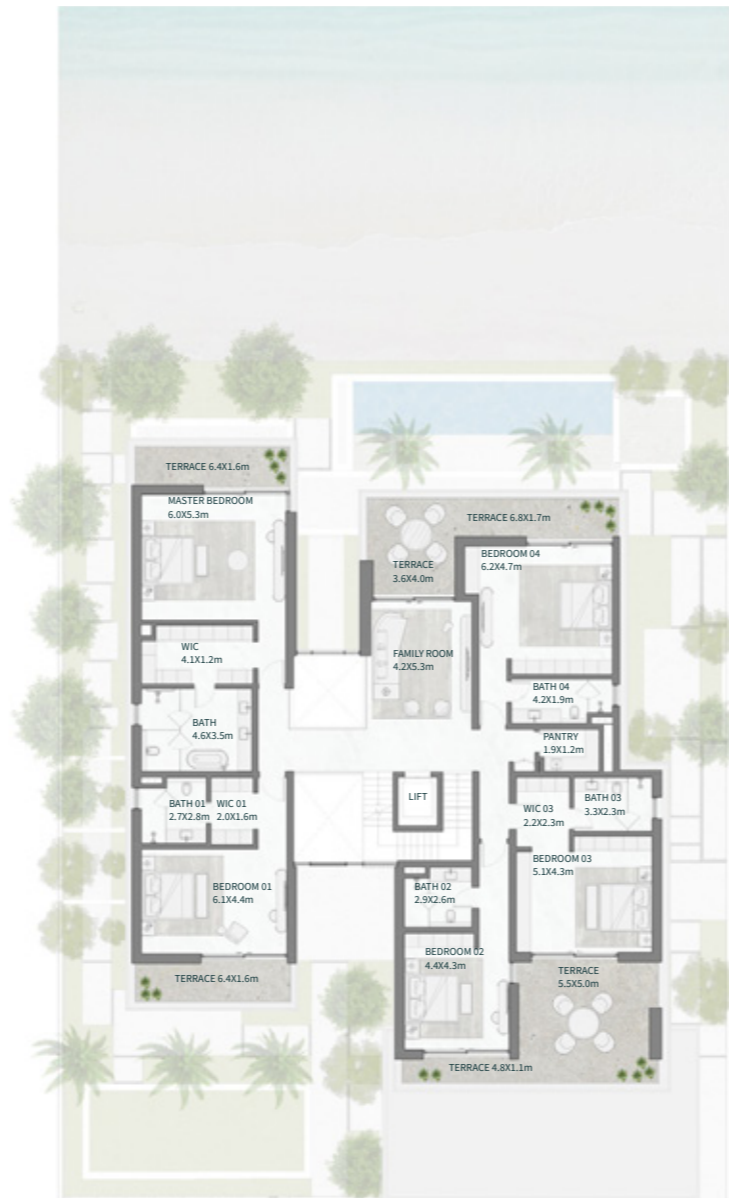 TERRACE 6.4X1.6m
MASTER BEDROOM
6.0X5.3m
TERRACE 6.8X1.7m
TERRACE
3.6X4.0m
BEDROOM 04
6.2X4.7m
WIC
4.1X1.2m
FAMILY ROOM
4.2X5.3m
BATH 04
4.2X1.9m
BATH
4.6X3.5m
PANTRY
1.9X1.2m
BATH 01
2.7X2.8m
WIC 01
2.0X1.6m
LIFT
WIC 03
2.2X2.3m
BATH 03
3.3X2.3m
BEDROOM 03
5.1X4.3m
BEDROOM 01
6.1X4.4m
BATH 02
2.9X2.6m
BEDROOM 02
4.4X4.3m
TERRACE 6.4X1.6m
TERRACE
5.5X5.0m
TERRACE 4.8X1.1m